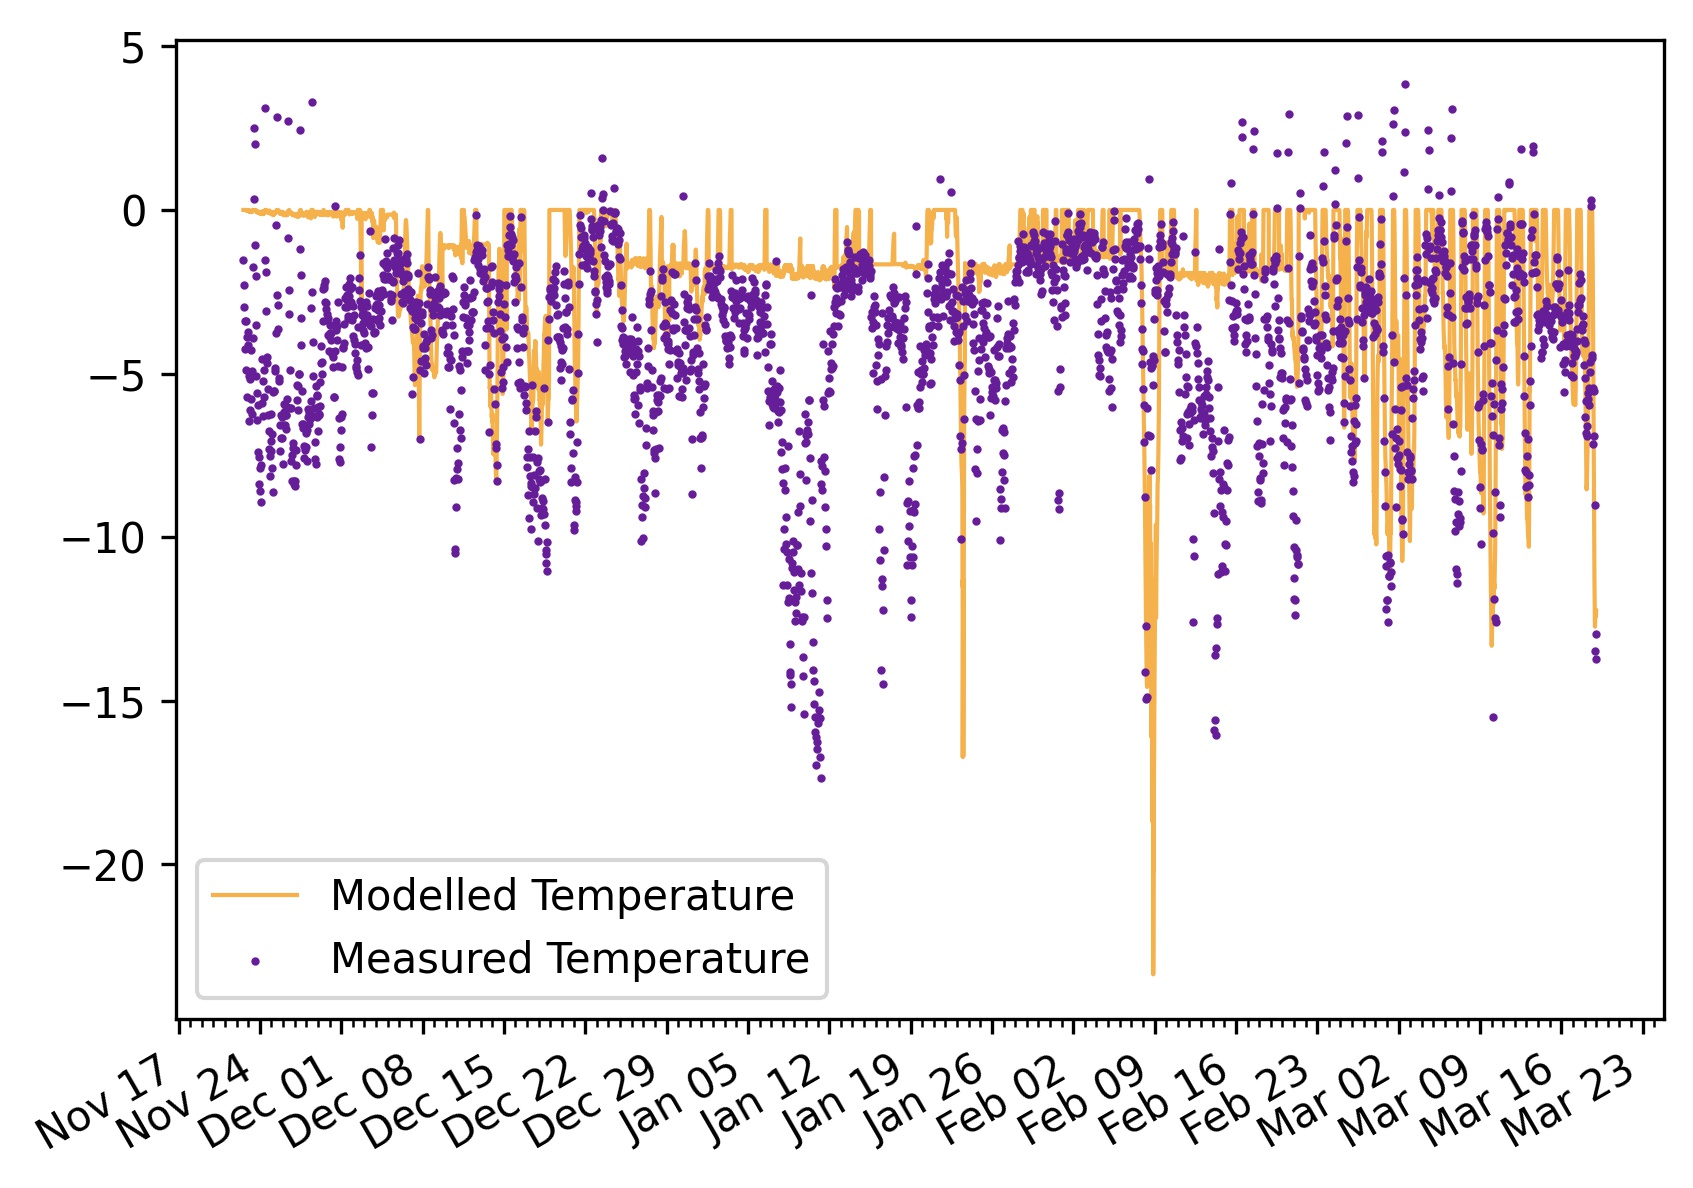 5
0
−5
−10
−15
−20
Modelled Temperature
Measured Temperature
Nov 17
Nov 24
Dec 01
Dec 08
Dec 15
Dec 22
Dec 29
Jan 05
Jan 12
Jan 19
Jan 26
Feb 02
Feb 09
Feb 16
Feb 23
Mar 02
Mar 09
Mar 16
Mar 23